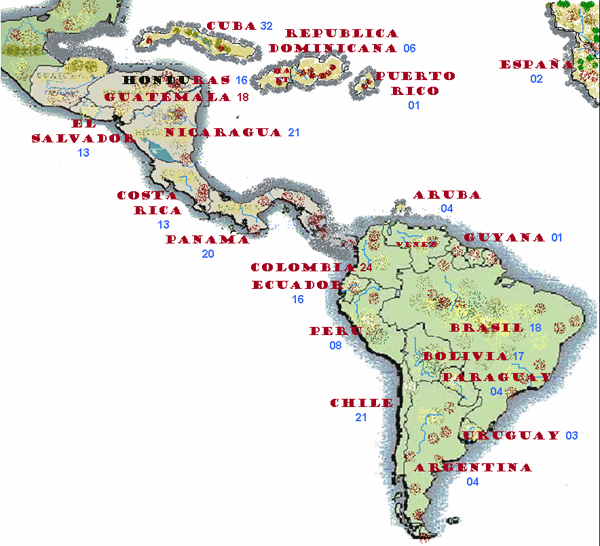 CUBA 32
REPUBLICA
DOMINICANA 06
ESPAÑA
02
PUERTO
RICO
01
HONDURAS 16
GUATEMALA 18
EL
SALVADOR
13
NICARAGUA 21
COSTA
RICA
13
PANAMA
20
ARUBA
04
VENEZ
GUYANA 01
COLOMBIA 24
ECUADOR
16
PERU
08
BRASIL 18
BOLIVIA 17
PARAGUAY
04
CHILE
21
URUGUAY 03
ARGENTINA
04